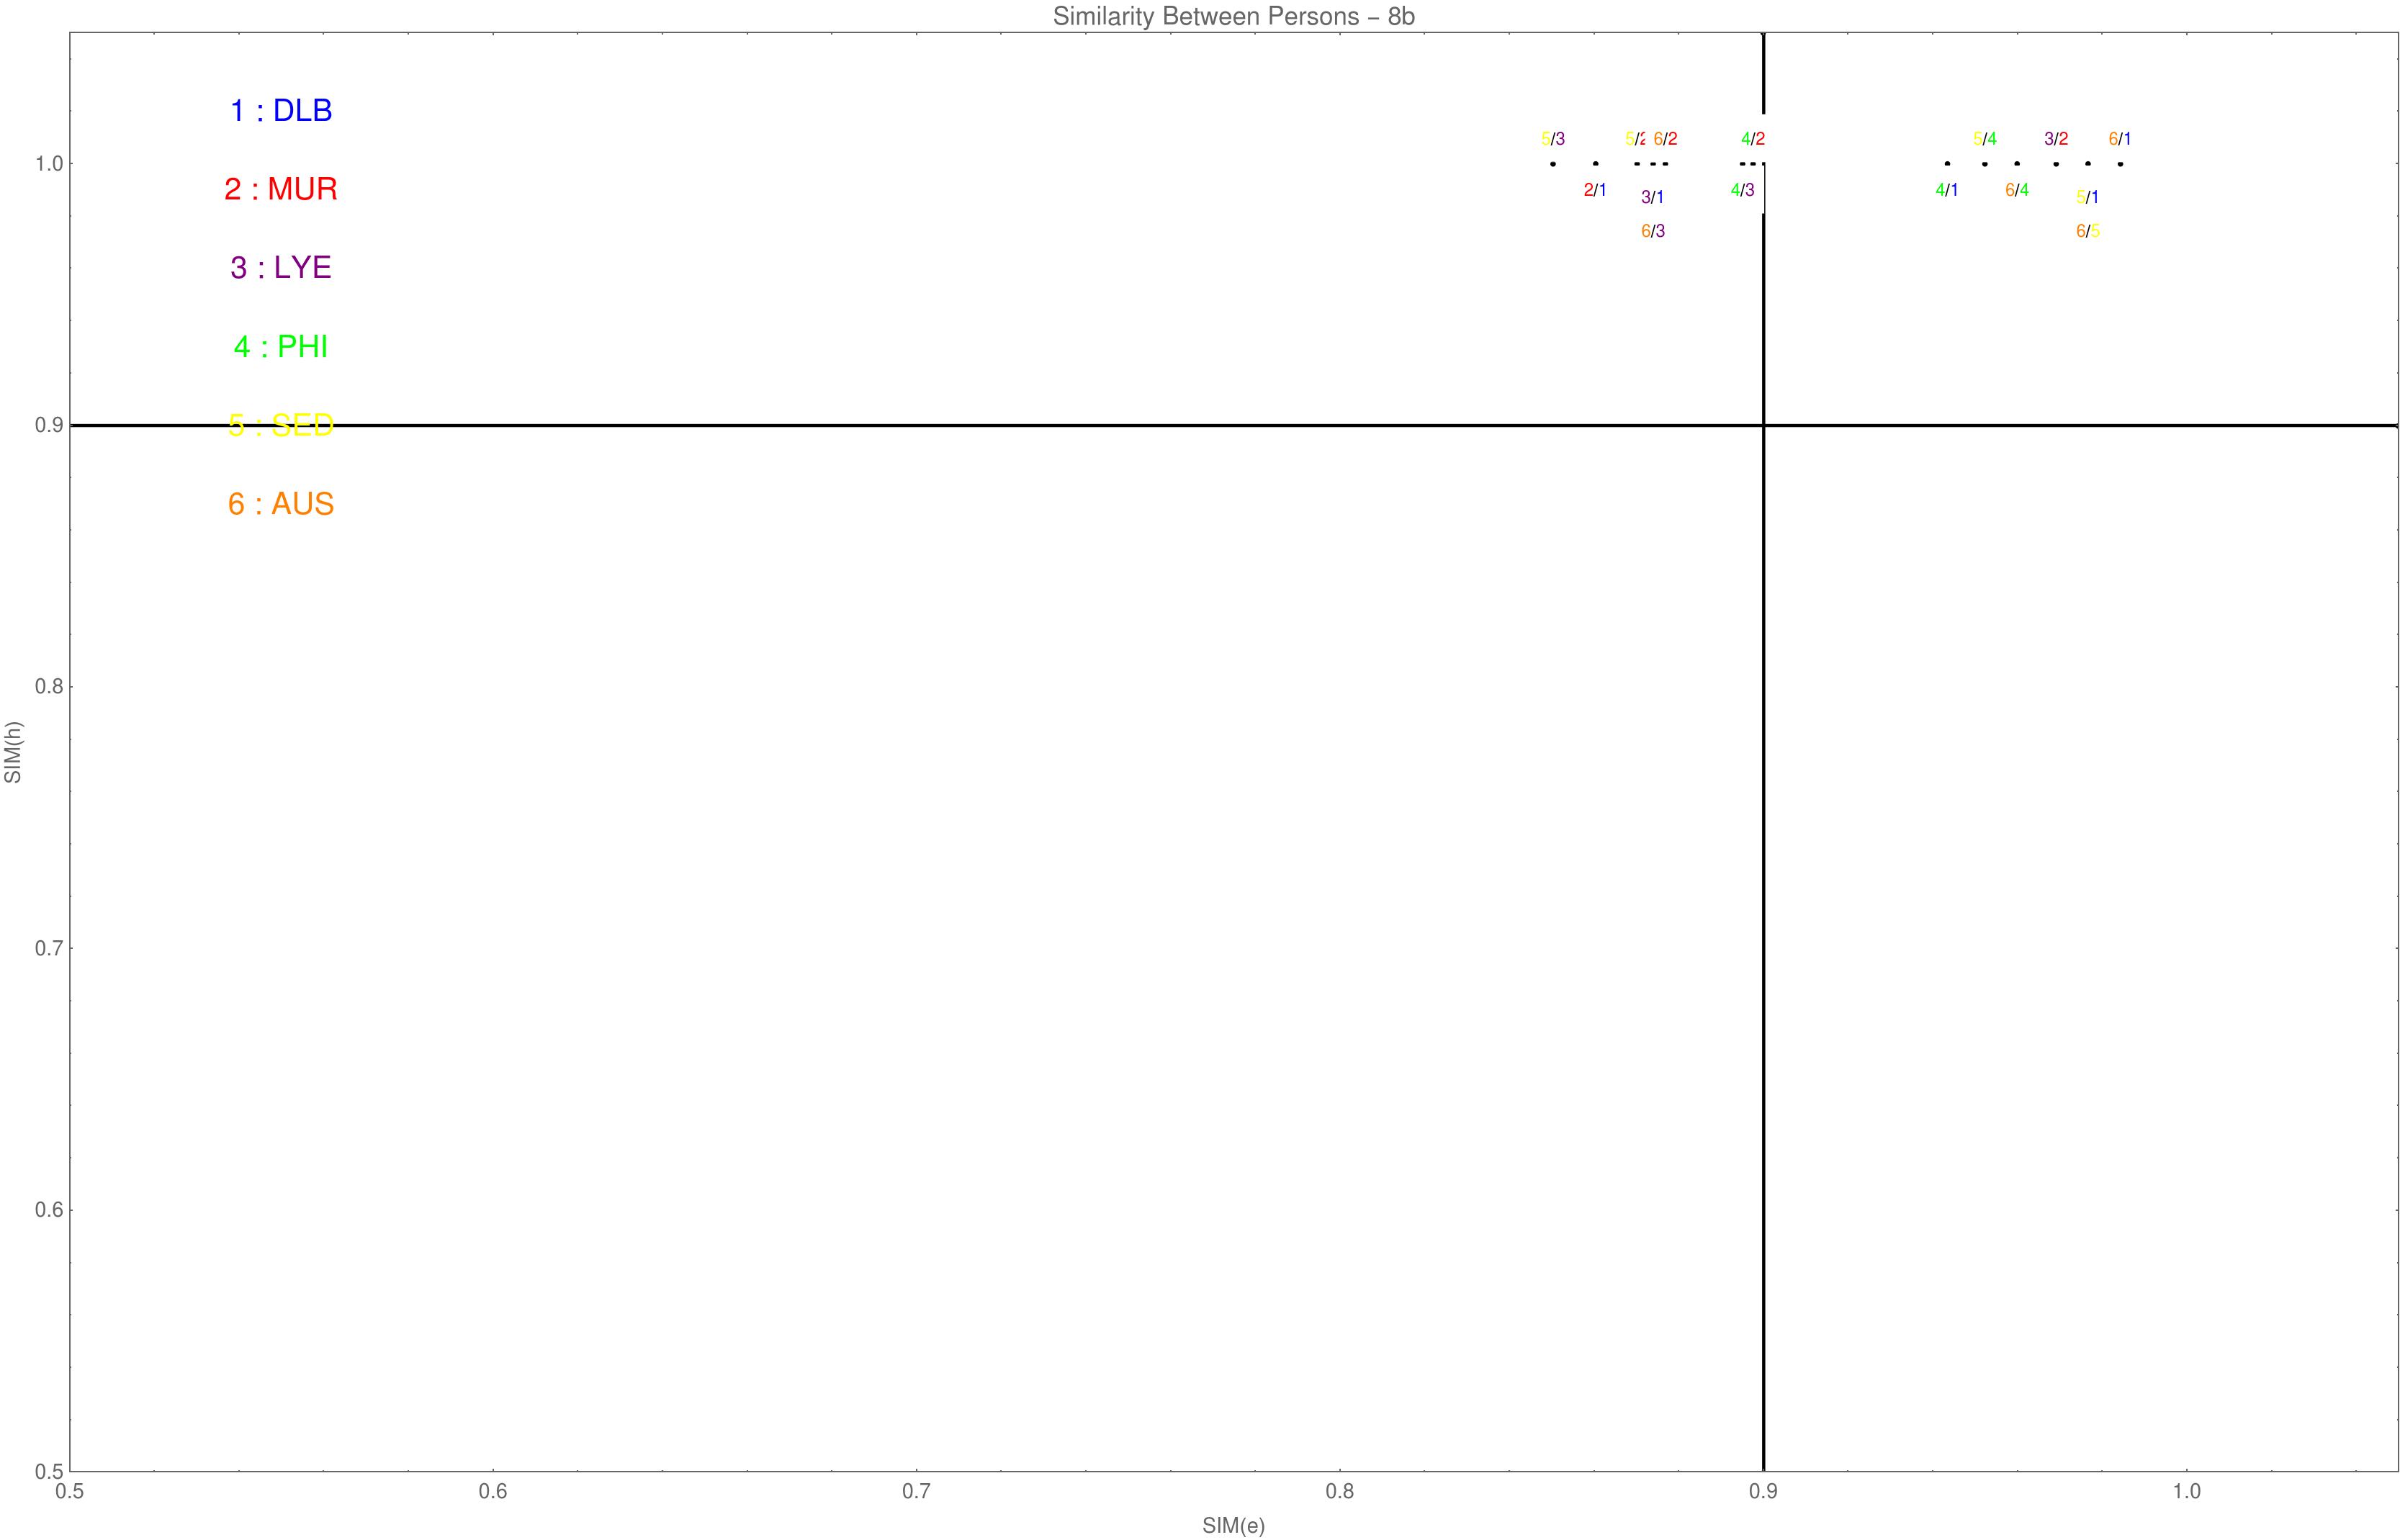 Similarity Between Persons – 8b
1 : DLB
2 : MUR
3 : LYE
4 : PHI
5 : SED
6 : AUS
5/3 5/2 6/2 4/2 5/4 3/2 6/1
2/1 3/1 4/3 4/1 6/4 5/1
6/3 6/5
1.0
0.9
0.8
0.7
0.6
0.5
SIM(h)
0.5 0.6 0.7 0.8 0.9 1.0
SIM(e)